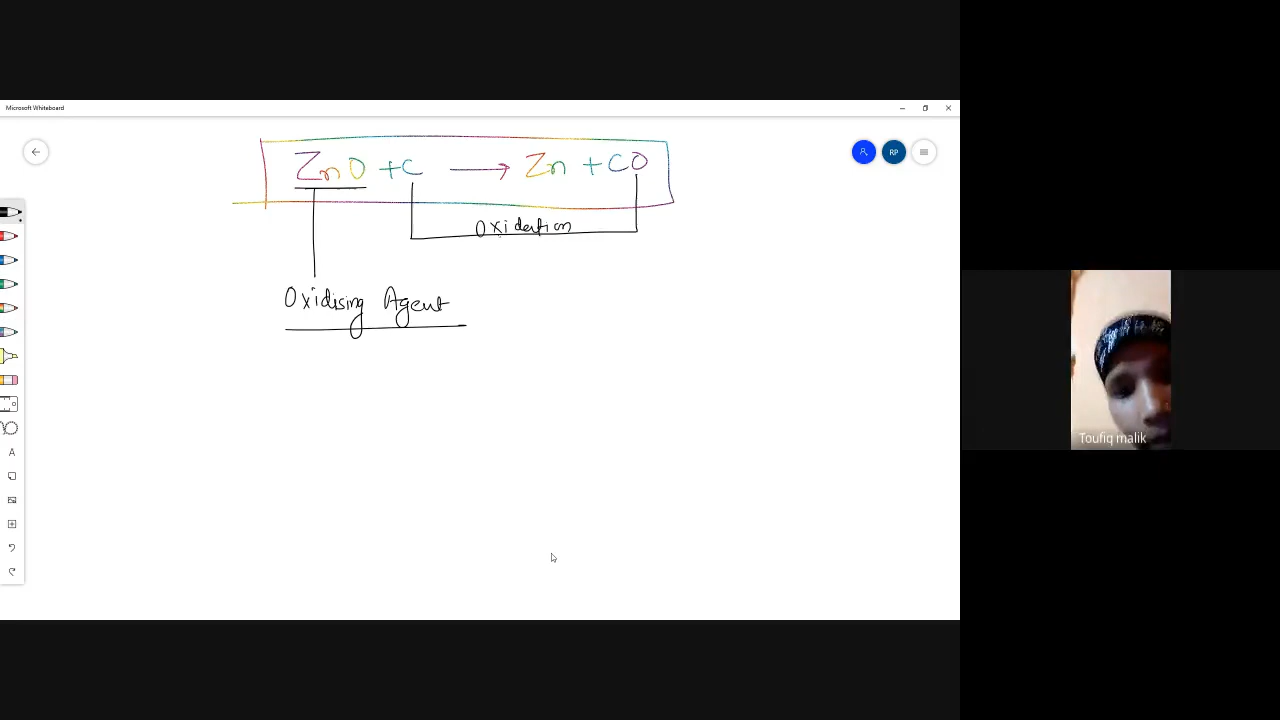 Microsoft Whiteboard
RP
ZnO + C → Zn + CO
Oxidation
Oxidising Agent
A
Toufiq malik